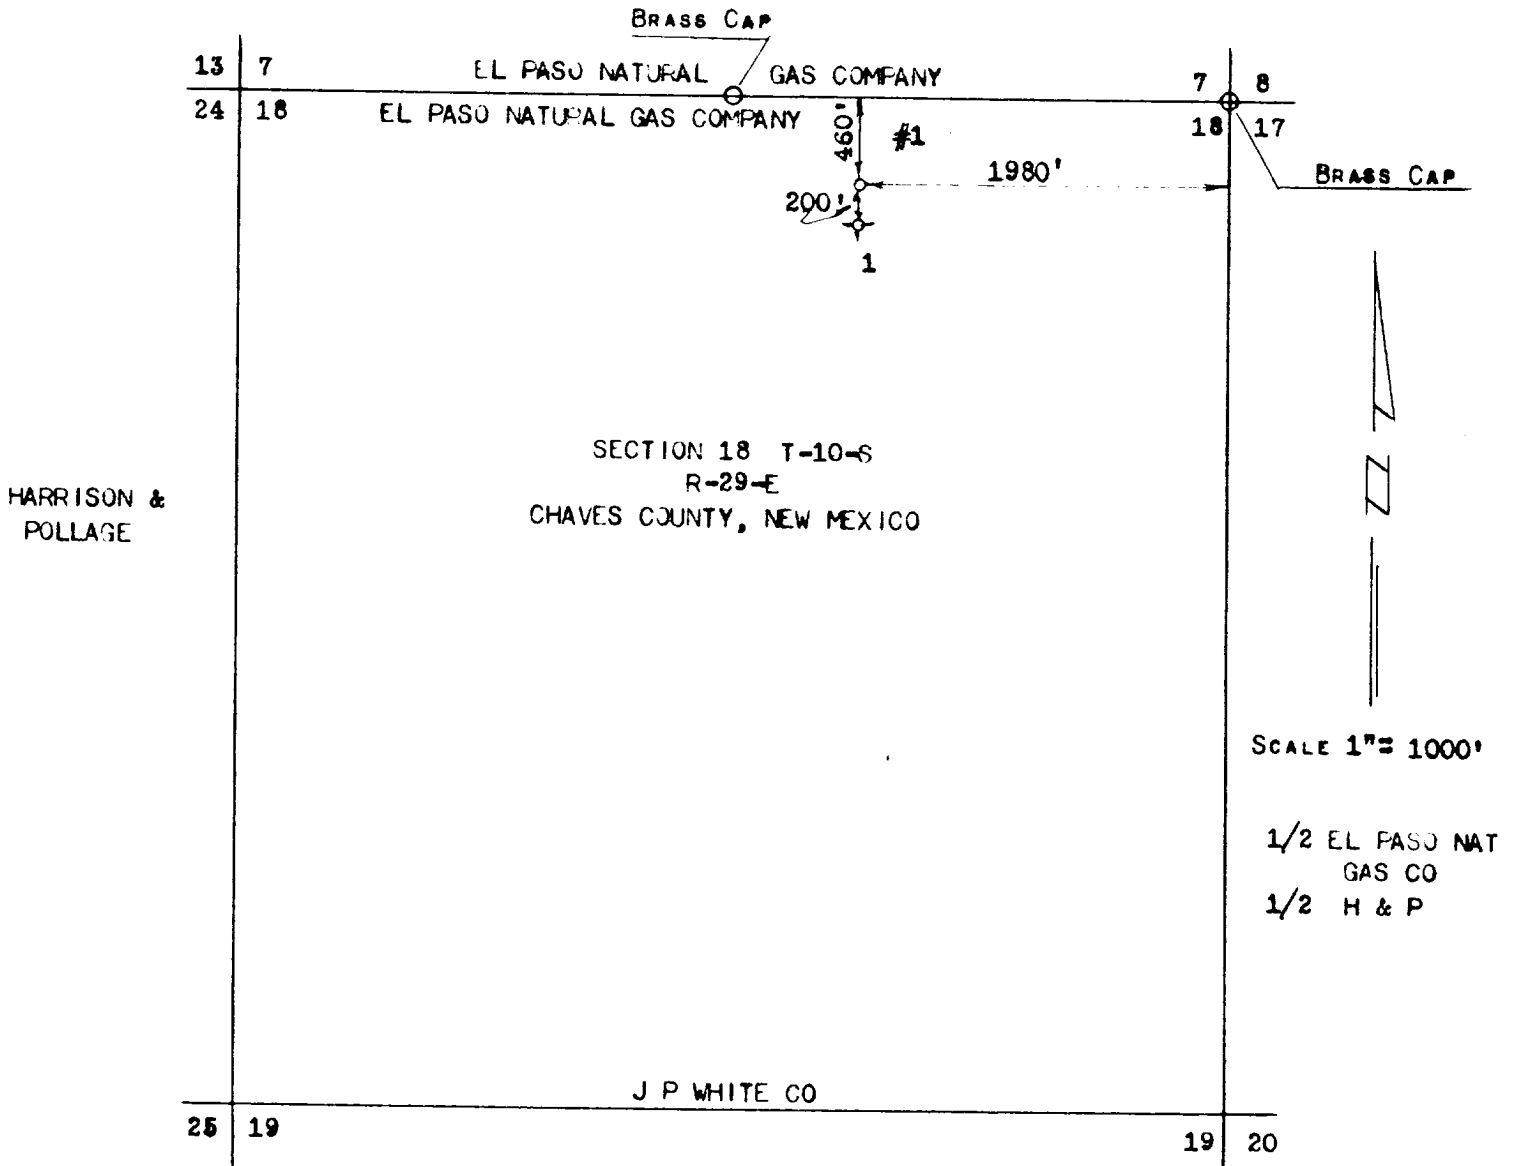 BRASS CAP
13 7
EL PASO NATURAL GAS COMPANY
7 8
24 18
EL PASO NATURAL GAS COMPANY
18 17
460'
#1
1980'
BRASS CAP
200'
1
SECTION 18 T-10-S
R-29-E
CHAVES COUNTY, NEW MEXICO
HARRISON &
POLLAGE
N
SCALE 1"= 1000'
1/2 EL PASO NAT
GAS CO
1/2 H & P
J P WHITE CO
25 19
19 20